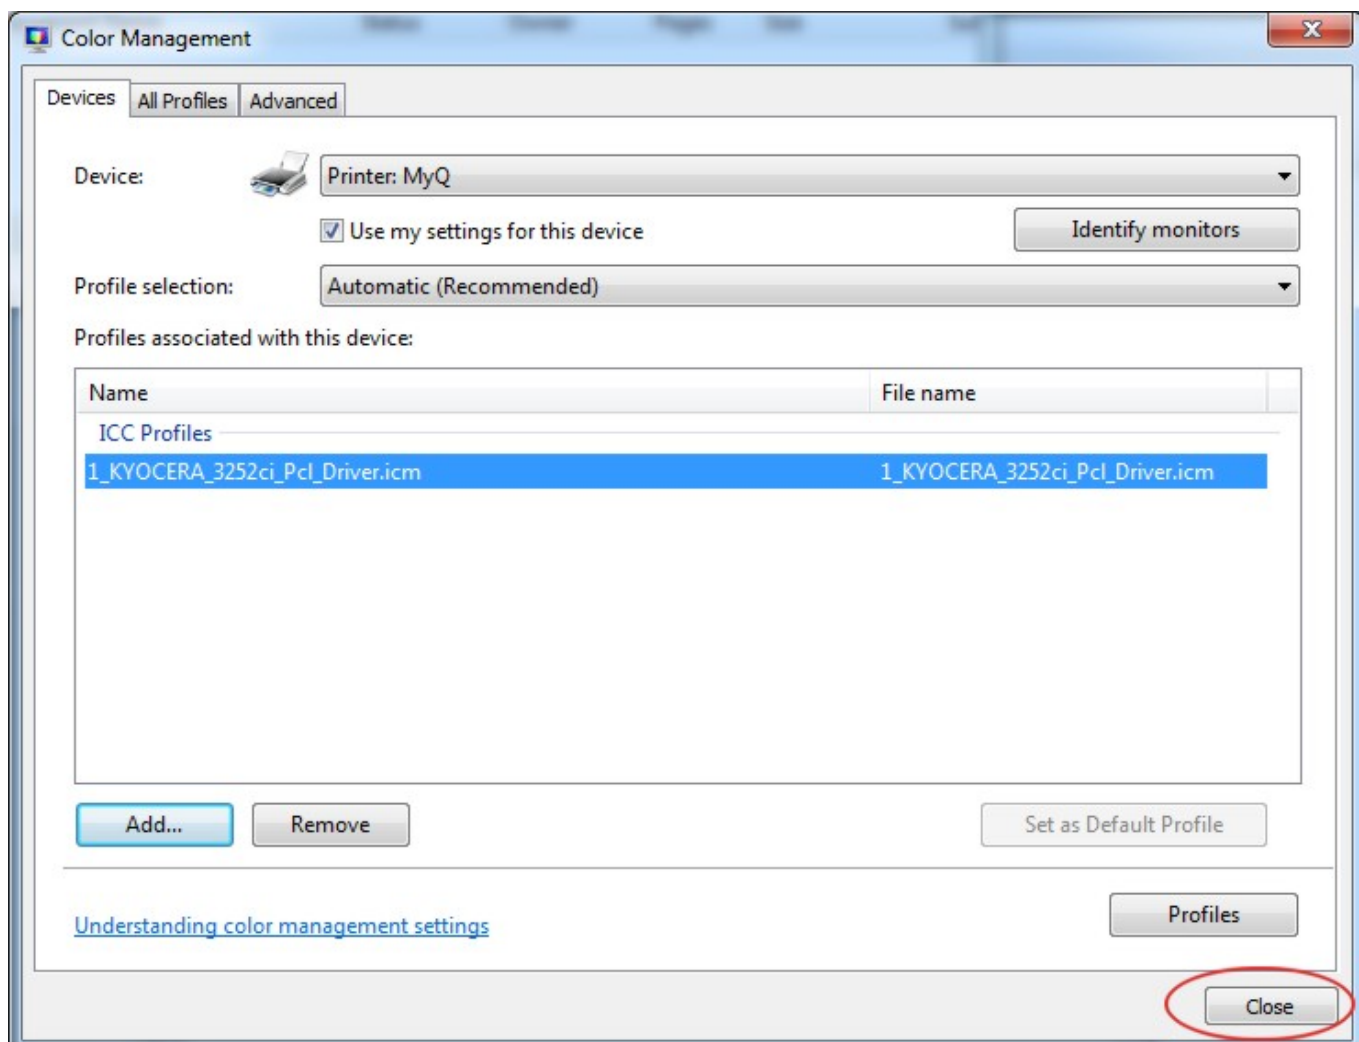 Color Management
Devices All Profiles Advanced
Device: Printer: MyQ
Use my settings for this device Identify monitors
Profile selection: Automatic (Recommended)
Profiles associated with this device:
Name File name
ICC Profiles
1_KYOCERA_3252ci_Pcl_Driver.icm 1_KYOCERA_3252ci_Pcl_Driver.icm
Add... Remove Set as Default Profile
Understanding color management settings Profiles
Close